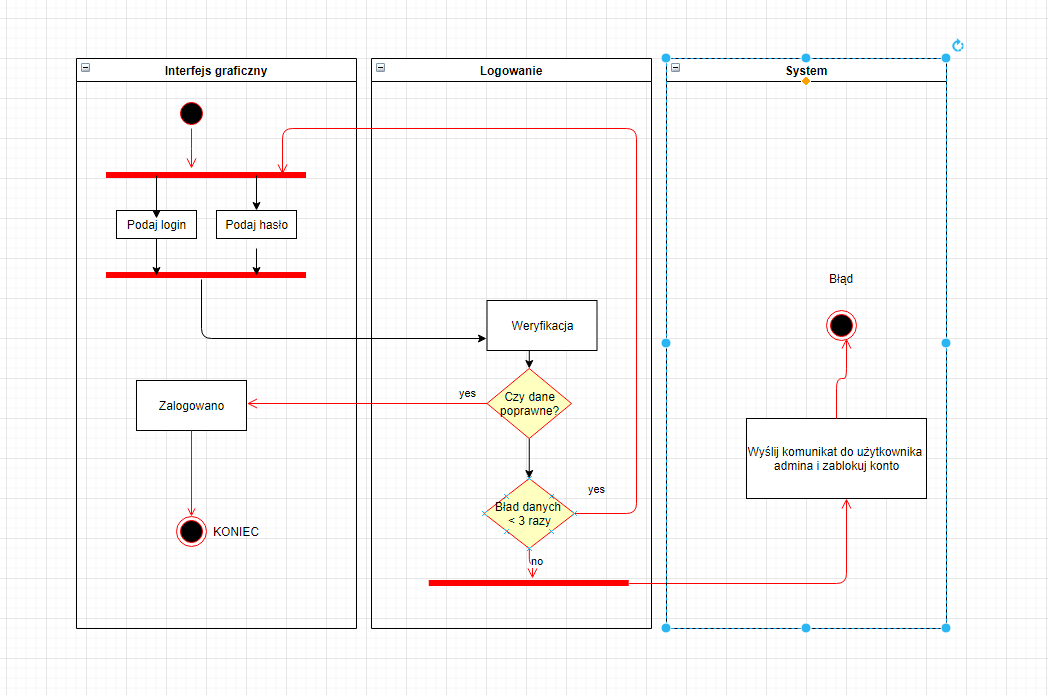 Interfejs graficzny
Logowanie
System
Podaj login
Podaj hasło
Błąd
Weryfikacja
yes
Czy dane
poprawne?
Zalogowano
Wyślij komunikat do użytkownika
admina i zablokuj konto
yes
Bład danych
< 3 razy
KONIEC
no